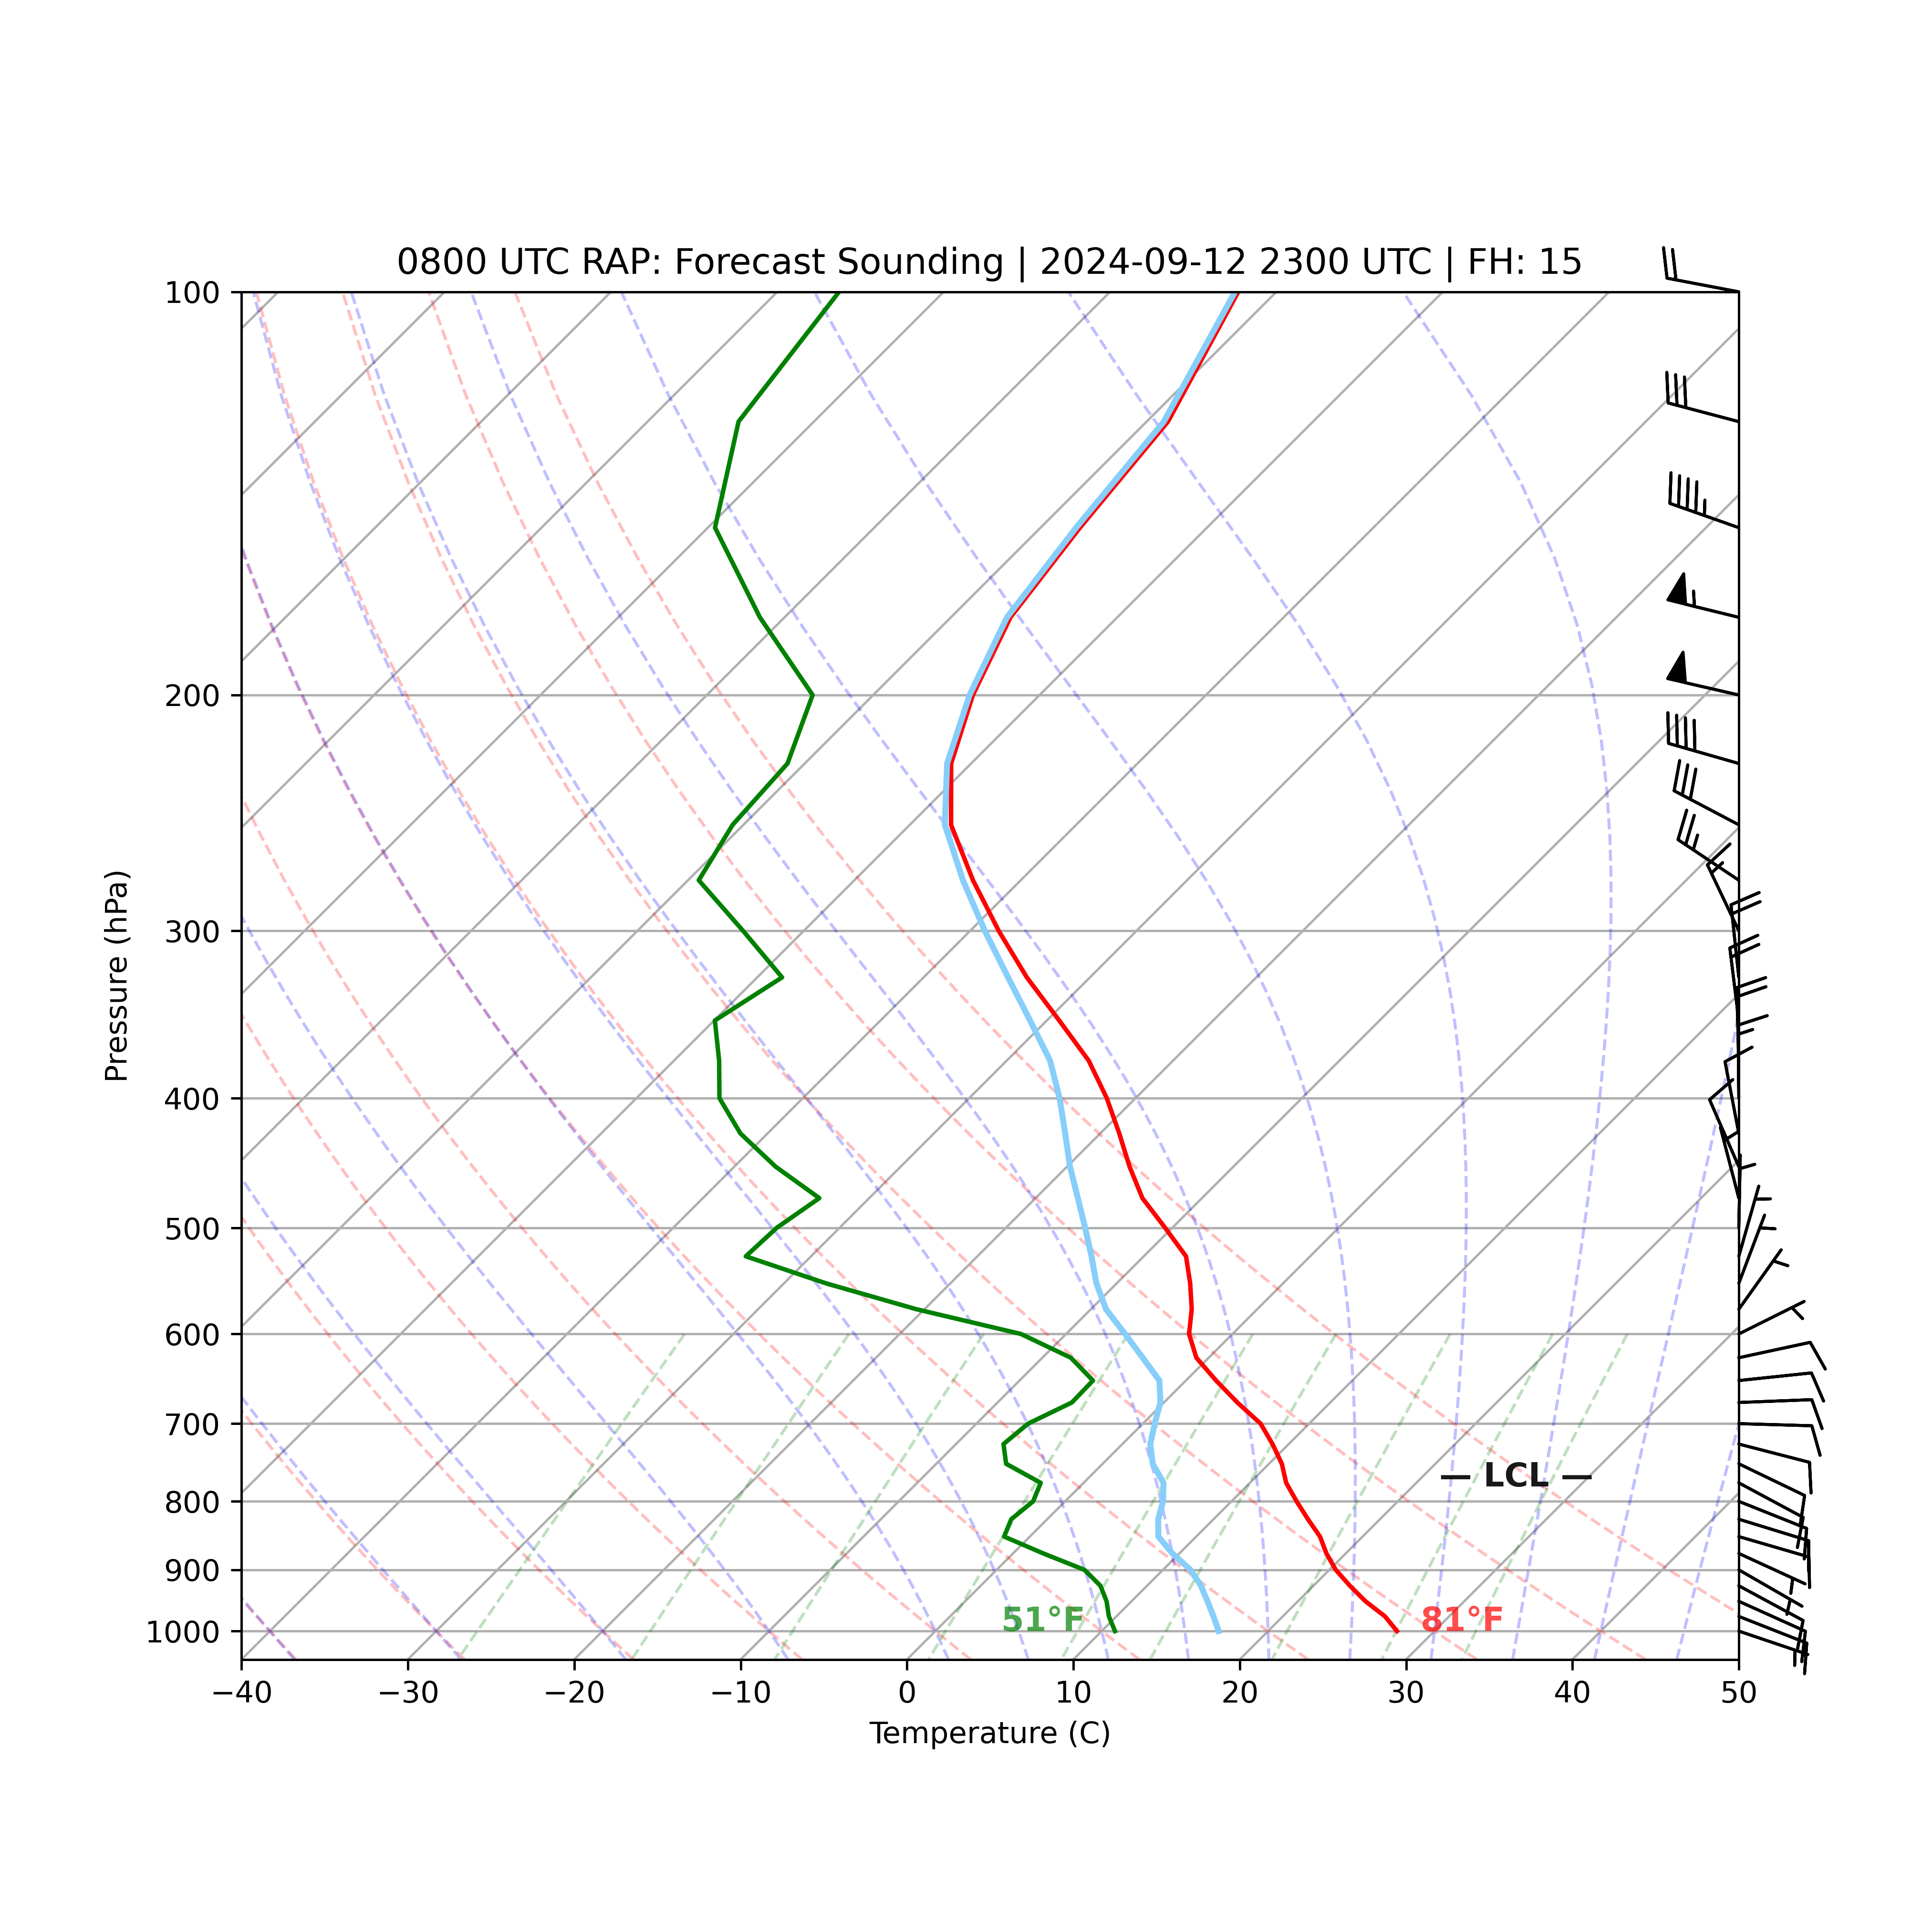 0800 UTC RAP: Forecast Sounding | 2024-09-12 2300 UTC | FH: 15
100
200
300
400
500
600
700
800
900
1000
Pressure (hPa)
— LCL —
51°F
81°F
−40 −30 −20 −10 0 10 20 30 40 50
Temperature (C)